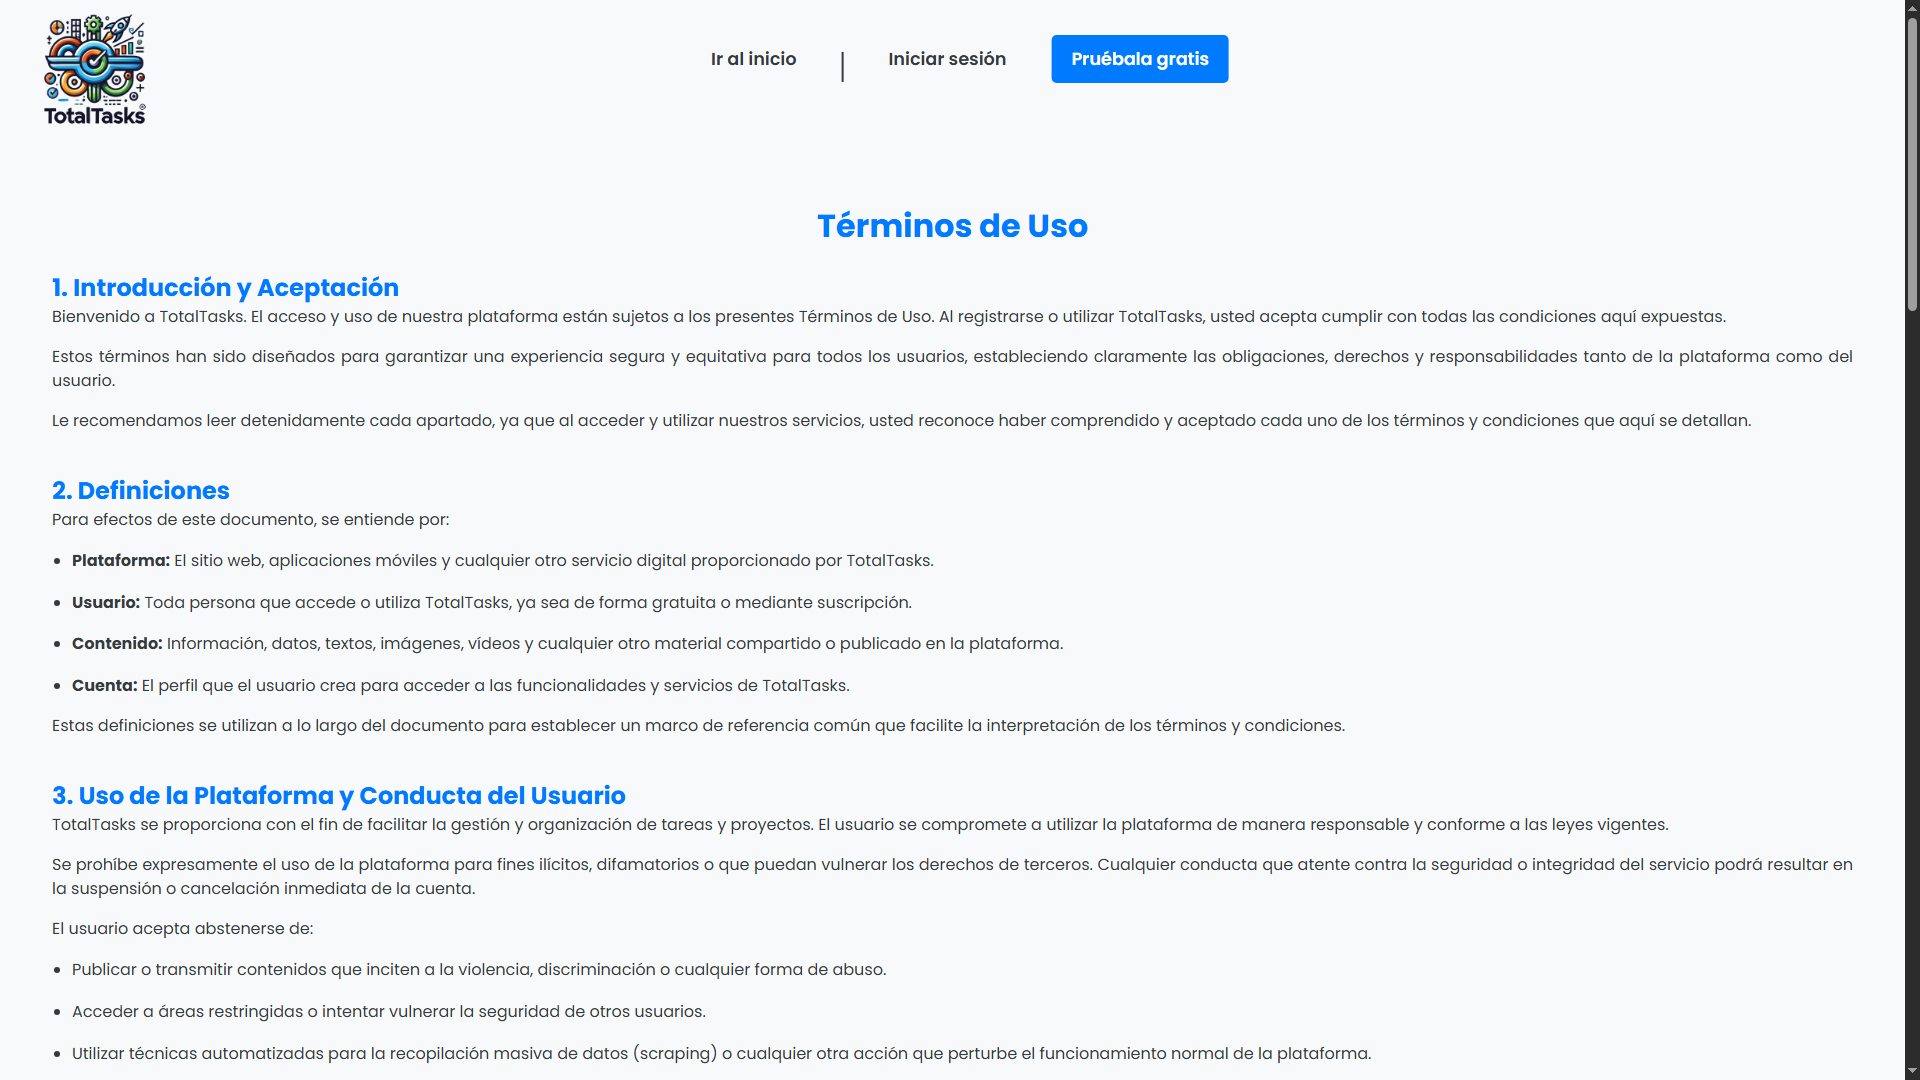 TotalTasks
Ir al inicio
|
Iniciar sesión
Pruébala gratis
Términos de Uso
1. Introducción y Aceptación
Bienvenido a TotalTasks. El acceso y uso de nuestra plataforma están sujetos a los presentes Términos de Uso. Al registrarse o utilizar TotalTasks, usted acepta cumplir con todas las condiciones aquí expuestas.
Estos términos han sido diseñados para garantizar una experiencia segura y equitativa para todos los usuarios, estableciendo claramente las obligaciones, derechos y responsabilidades tanto de la plataforma como del
usuario.
Le recomendamos leer detenidamente cada apartado, ya que al acceder y utilizar nuestros servicios, usted reconoce haber comprendido y aceptado cada uno de los términos y condiciones que aquí se detallan.
2. Definiciones
Para efectos de este documento, se entiende por:
• Plataforma: El sitio web, aplicaciones móviles y cualquier otro servicio digital proporcionado por TotalTasks.
• Usuario: Toda persona que accede o utiliza TotalTasks, ya sea de forma gratuita o mediante suscripción.
• Contenido: Información, datos, textos, imágenes, vídeos y cualquier otro material compartido o publicado en la plataforma.
• Cuenta: El perfil que el usuario crea para acceder a las funcionalidades y servicios de TotalTasks.
Estas definiciones se utilizan a lo largo del documento para establecer un marco de referencia común que facilite la interpretación de los términos y condiciones.
3. Uso de la Plataforma y Conducta del Usuario
TotalTasks se proporciona con el fin de facilitar la gestión y organización de tareas y proyectos. El usuario se compromete a utilizar la plataforma de manera responsable y conforme a las leyes vigentes.
Se prohíbe expresamente el uso de la plataforma para fines ilícitos, difamatorios o que puedan vulnerar los derechos de terceros. Cualquier conducta que atente contra la seguridad o integridad del servicio podrá resultar en
la suspensión o cancelación inmediata de la cuenta.
El usuario acepta abstenerse de:
• Publicar o transmitir contenidos que inciten a la violencia, discriminación o cualquier forma de abuso.
• Acceder a áreas restringidas o intentar vulnerar la seguridad de otros usuarios.
• Utilizar técnicas automatizadas para la recopilación masiva de datos (scraping) o cualquier otra acción que perturbe el funcionamiento normal de la plataforma.